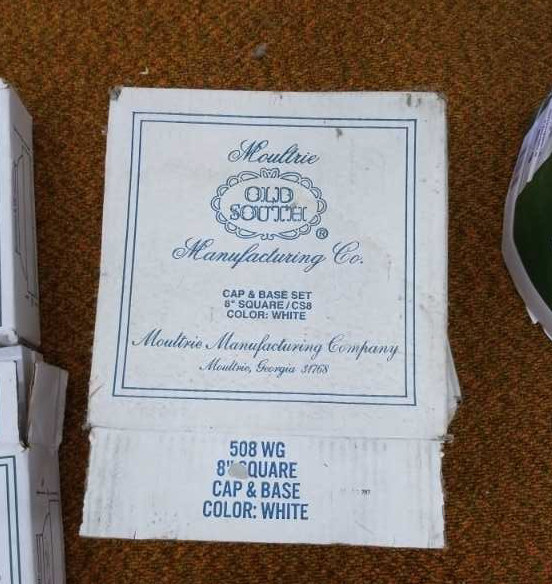 Moultrie
OLD
SOUTH
®
Manufacturing Co.
CAP & BASE SET
8" SQUARE/CS8
COLOR: WHITE
Moultrie Manufacturing Company
Moultrie, Georgia 31768
508 WG
8" SQUARE
CAP & BASE
COLOR: WHITE